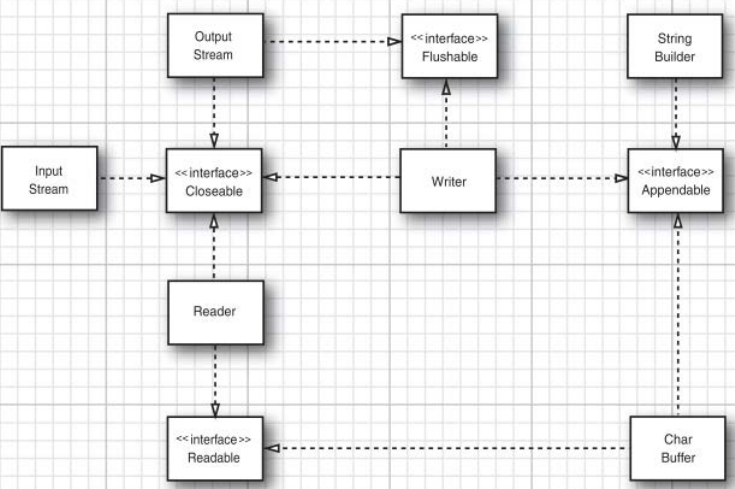 Output
Stream
<<interface>>
Flushable
String
Builder
Input
Stream
<<interface>>
Closeable
Writer
<<interface>>
Appendable
Reader
<<interface>>
Readable
Char
Buffer